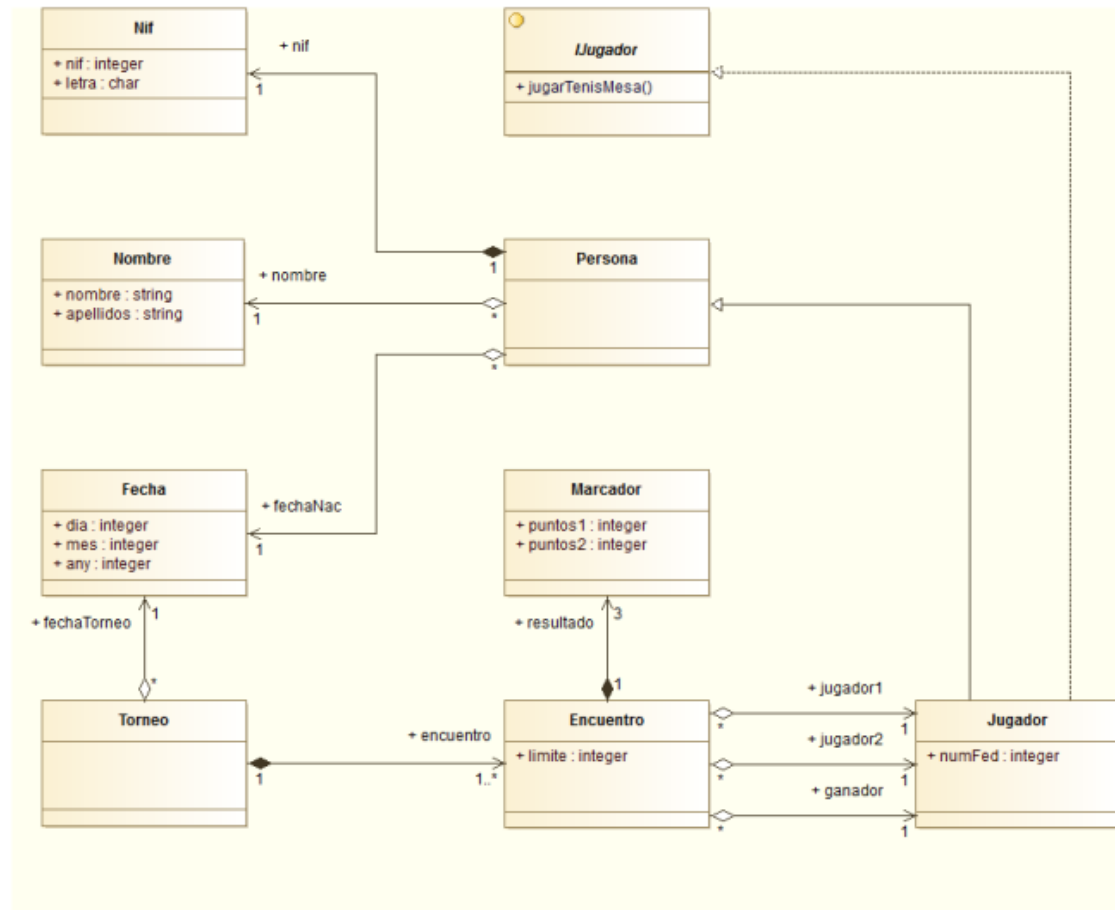 Nif
+ nif : integer
+ letra : char
+ nif
1
IJugador
+ jugarTenisMesa()
Nombre
+ nombre : string
+ apellidos : string
+ nombre
1
1
*
*
Persona
Fecha
+ dia : integer
+ mes : integer
+ any : integer
+ fechaNac
1
Marcador
+ puntos1 : integer
+ puntos2 : integer
+ fechaTorneo
1
*
+ resultado
3
1
Torneo
+ encuentro
1
1..*
Encuentro
+ limite : integer
+ jugador1
*
1
+ jugador2
*
1
+ ganador
*
1
Jugador
+ numFed : integer